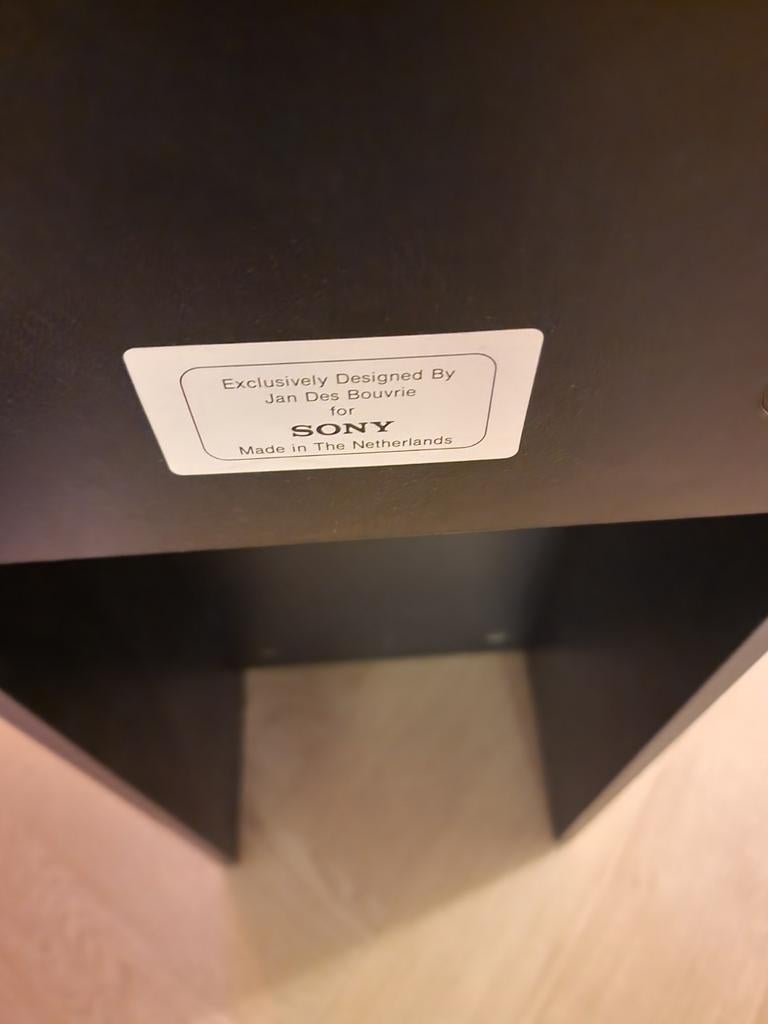 Exclusively Designed By
Jan Des Bouvrie
for
SONY
Made in The Netherlands